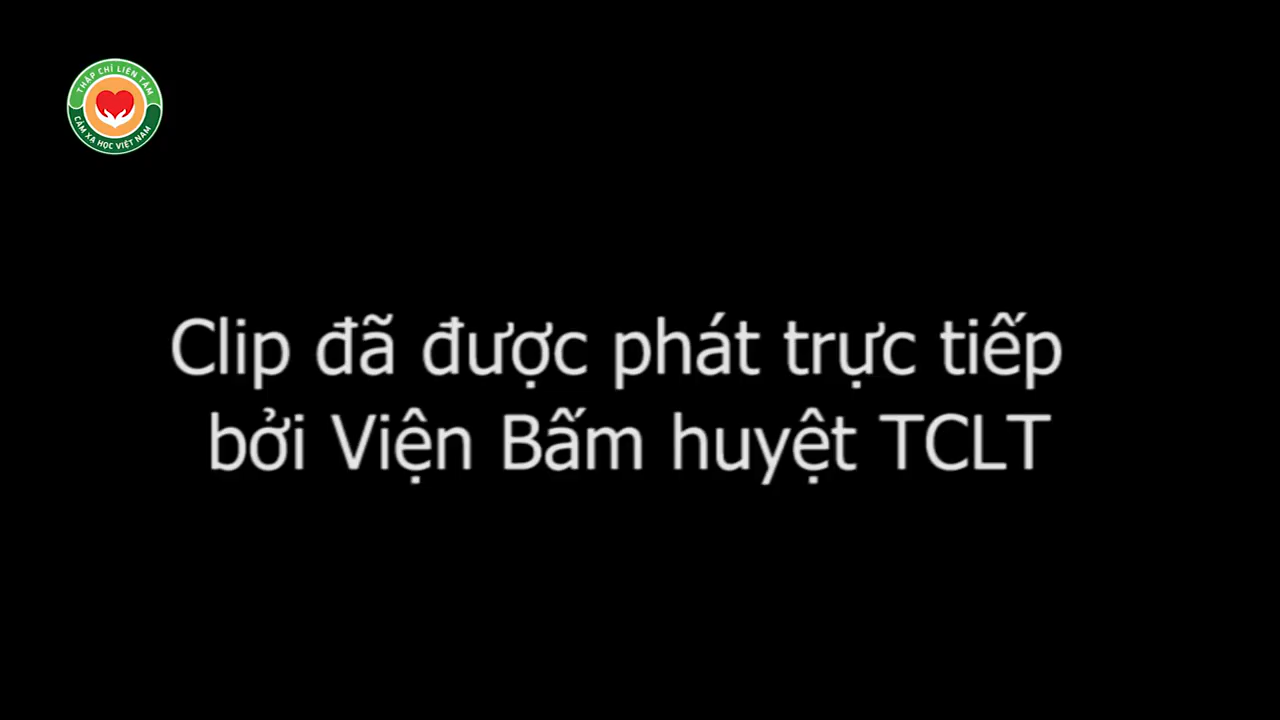 THẬP CHỈ LIÊN TÂM
CẢM XẠ HỌC VIỆT NAM
Clip đã được phát trực tiếp
bởi Viện Bấm huyệt TCLT